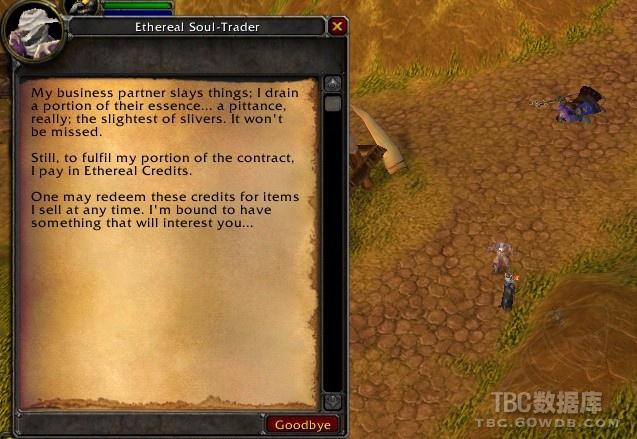 Ethereal Soul-Trader
My business partner slays things; I drain
a portion of their essence... a pittance,
really; the slightest of slivers. It won't
be missed.
Still, to fulfil my portion of the contract,
I pay in Ethereal Credits.
One may redeem these credits for items
I sell at any time. I'm bound to have
something that will interest you...
Goodbye
TBC数据库
TBC.60WDB.COM